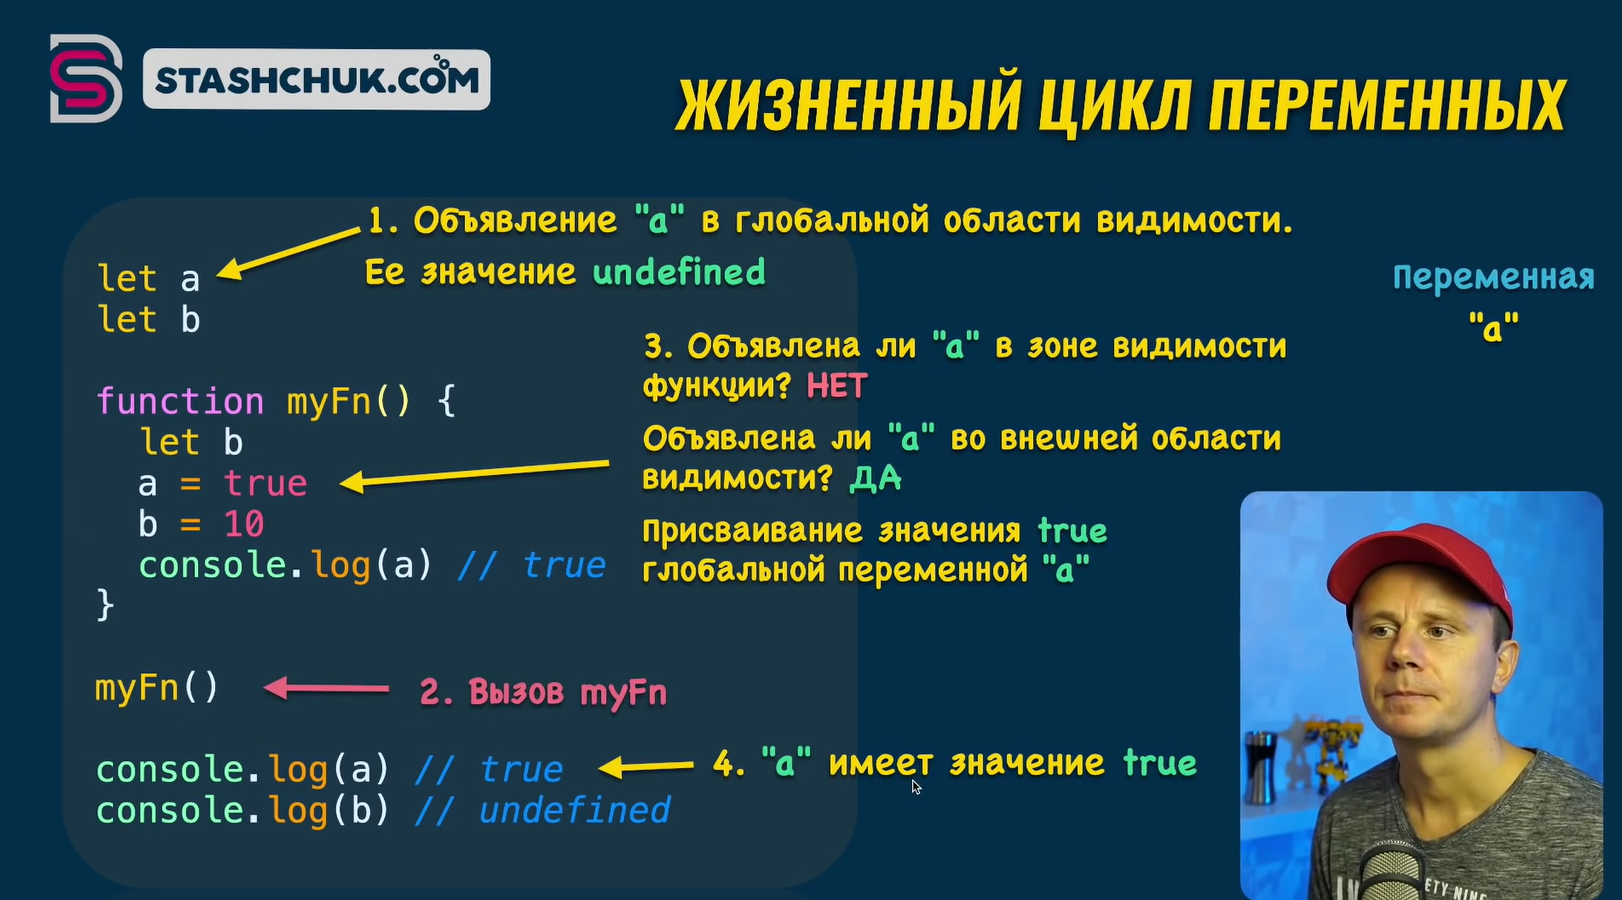 STASHCHUK.COM
ЖИЗНЕННЫЙ ЦИКЛ ПЕРЕМЕННЫХ
1. Объявление "a" в глобальной области видимости.
Ее значение undefined
let a
let b
Переменная
"a"
3. Объявлена ли "a" в зоне видимости
функции? НЕТ
Объявлена ли "a" во внешней области
видимости? ДА
Присваивание значения true
глобальной переменной "a"
function myFn() {
let b
a = true
b = 10
console.log(a) // true
}
myFn()
2. Вызов myFn
console.log(a) // true
4. "a" имеет значение true
console.log(b) // undefined
ETY NINE